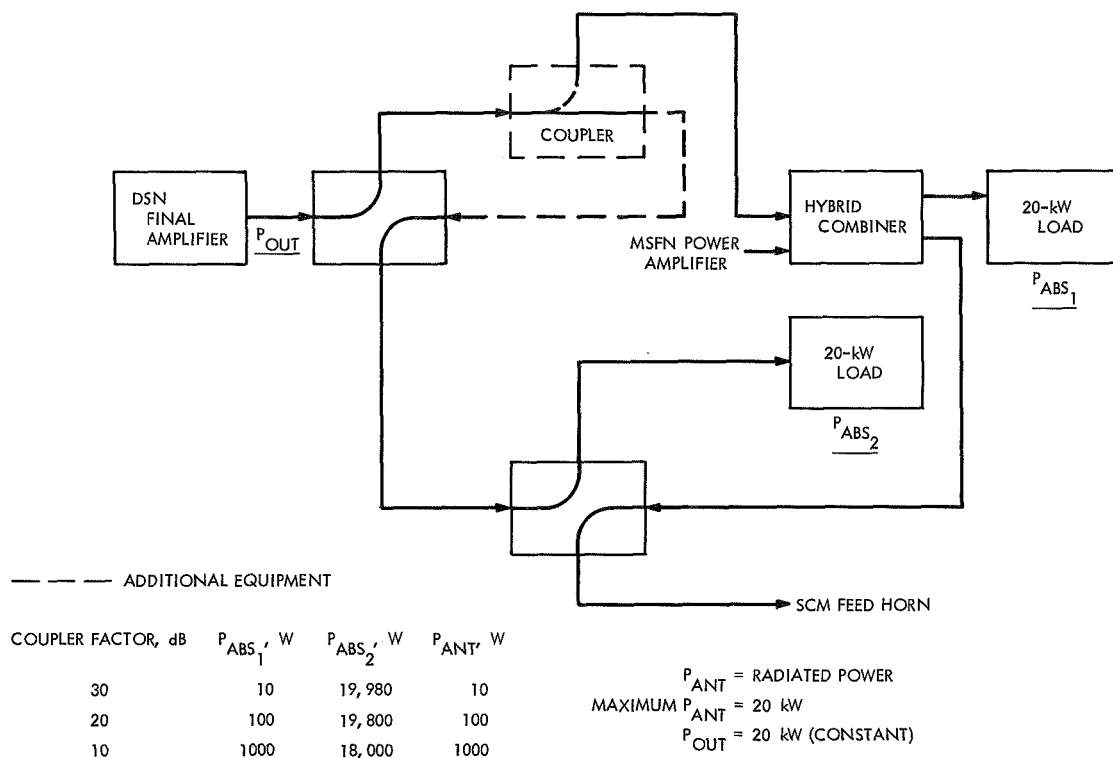 COUPLER
DSN
FINAL
AMPLIFIER
P_OUT
HYBRID
COMBINER
MSFN POWER
AMPLIFIER
20-kW
LOAD
P_ABS_1
20-kW
LOAD
P_ABS_2
ADDITIONAL EQUIPMENT
SCM FEED HORN
COUPLER FACTOR, dB P_ABS_1, W P_ABS_2, W P_ANT, W
30 10 19,980 10
20 100 19,800 100
10 1000 18,000 1000
P_ANT = RADIATED POWER
MAXIMUM P_ANT = 20 kW
P_OUT = 20 kW (CONSTANT)